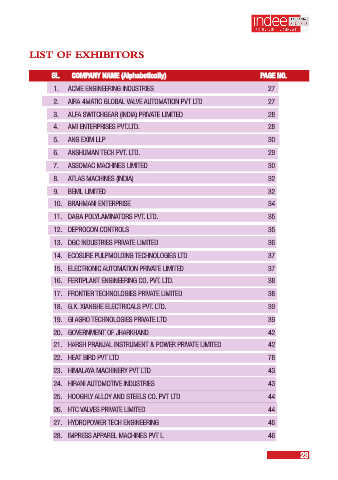 indee
LIST OF EXHIBITORS
SL. COMPANY NAME (Alphabetically) PAGE NO.
1. ACME ENGINEERING INDUSTRIES 27
2. AIRA 4MATIC GLOBAL VALVE AUTOMATION PVT LTD 27
3. ALFA SWITCHGEAR (INDIA) PRIVATE LIMITED 28
4. AMI ENTERPRISES PVT.LTD. 28
5. ANG EXIM LLP 30
6. ANSHUMAN TECH PVT. LTD. 29
7. ASSOMAC MACHINES LIMITED 30
8. ATLAS MACHINES (INDIA) 32
9. BEML LIMITED 32
10. BRAHMANI ENTERPRISE 34
11. DABA POLYLAMINATORS PVT. LTD. 35
12. DEPROCON CONTROLS 35
13. DGC INDUSTRIES PRIVATE LIMITED 36
14. ECOSURE PULPMOLDING TECHNOLOGIES LTD 37
15. ELECTRONIC AUTOMATION PRIVATE LIMITED 37
16. FERTIPLANT ENGINEERING CO. PVT. LTD. 38
17. FRONTIER TECHNOLOGIES PRIVATE LIMITED 38
18. G.K. XIANGHE ELECTRICALS PVT. LTD. 39
19. GI AGRO TECHNOLOGIES PRIVATE LTD 39
20. GOVERNMENT OF JHARKHAND 42
21. HARSH PRANJAL INSTRUMENT & POWER PRIVATE LIMITED 42
22. HEAT BIRD PVT LTD 78
23. HIMALAYA MACHINERY PVT LTD 43
24. HIRANI AUTOMOTIVE INDUSTRIES 43
25. HOOGHLY ALLOY AND STEELS CO. PVT LTD 44
26. HTC VALVES PRIVATE LIMITED 44
27. HYDROPOWER TECH ENGINEERING 45
28. IMPRESS APPAREL MACHINES PVT L. 46
23